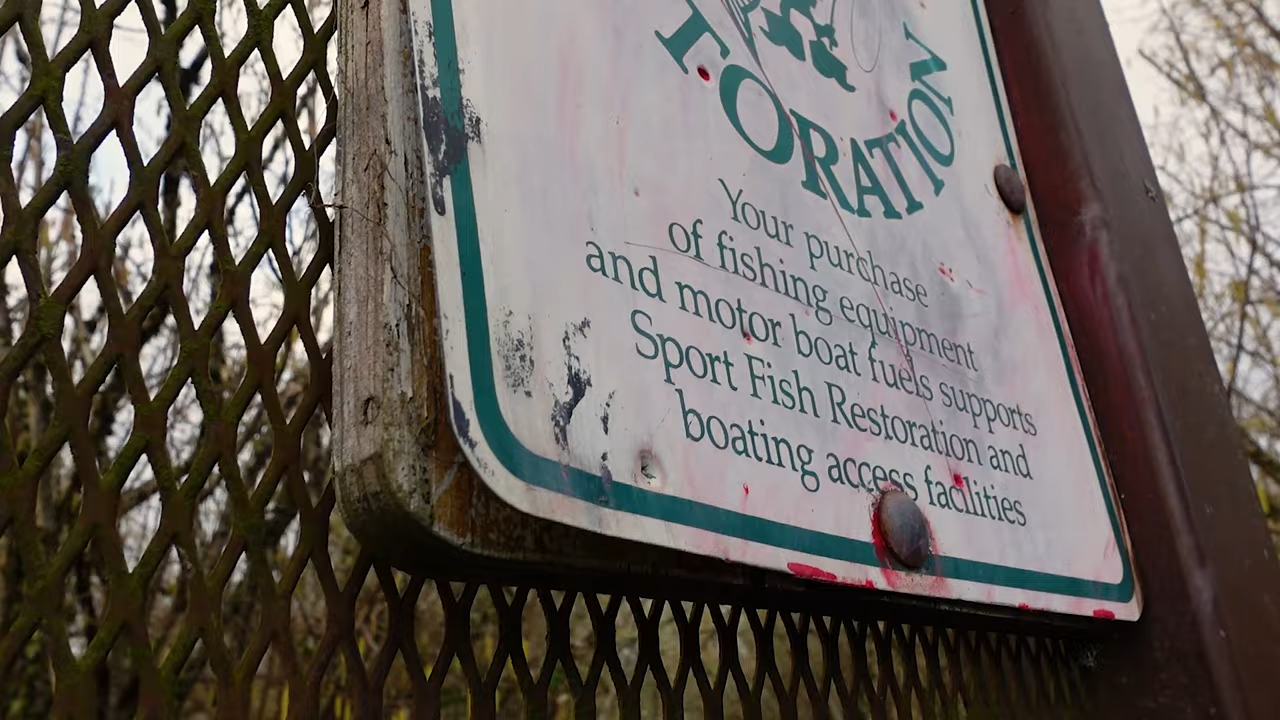 TORATION
Your purchase
of fishing equipment
and motor boat fuels supports
Sport Fish Restoration and
boating access facilities